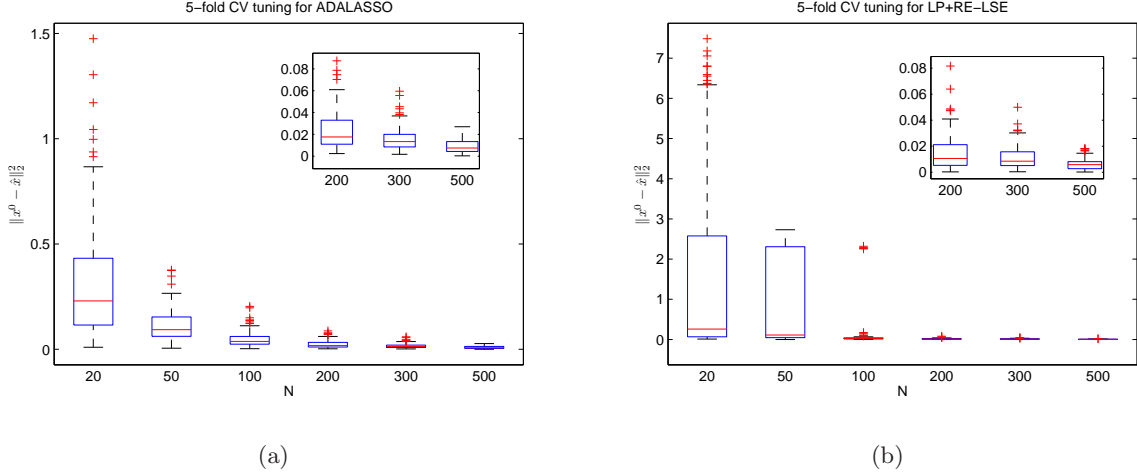 5−fold CV tuning for ADALASSO
1.5
1
0.5
0
‖x⁰ − x̂‖₂²
0.08
0.06
0.04
0.02
0
200 300 500
20 50 100 200 300 500
N
(a)
5−fold CV tuning for LP+RE−LSE
7
6
5
4
3
2
1
0
‖x⁰ − x̂‖₂²
0.08
0.06
0.04
0.02
0
200 300 500
20 50 100 200 300 500
N
(b)